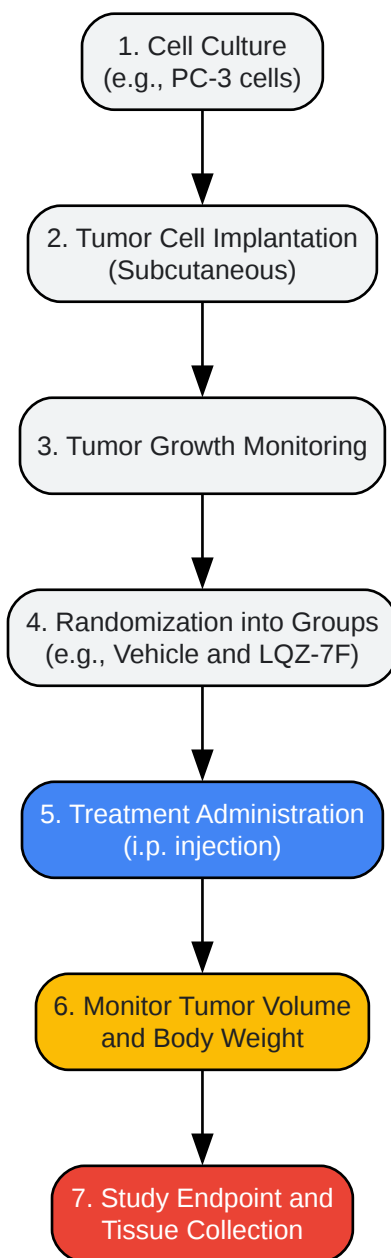 1. Cell Culture
(e.g., PC-3 cells)
2. Tumor Cell Implantation
(Subcutaneous)
3. Tumor Growth Monitoring
4. Randomization into Groups
(e.g., Vehicle and LQZ-7F)
5. Treatment Administration
(i.p. injection)
6. Monitor Tumor Volume
and Body Weight
7. Study Endpoint and
Tissue Collection